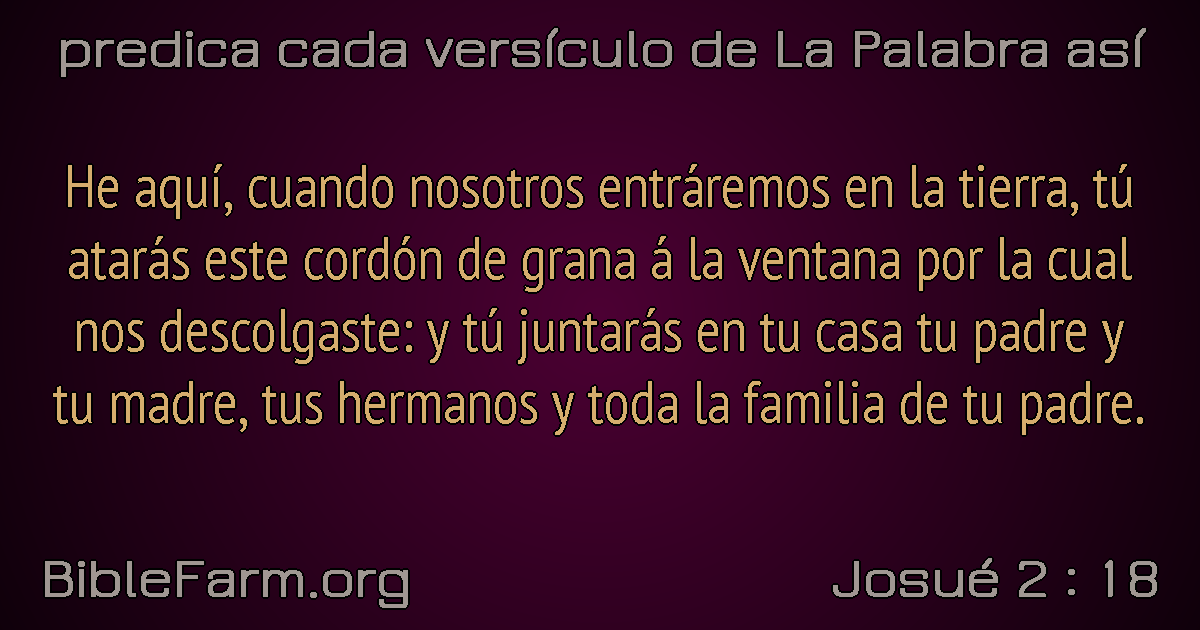 predica cada versículo de La Palabra así
He aquí, cuando nosotros entráremos en la tierra, tú
atarás este cordón de grana á la ventana por la cual
nos descolgaste: y tú juntarás en tu casa tu padre y
tu madre, tus hermanos y toda la familia de tu padre.
BibleFarm.org
Josué 2 : 18